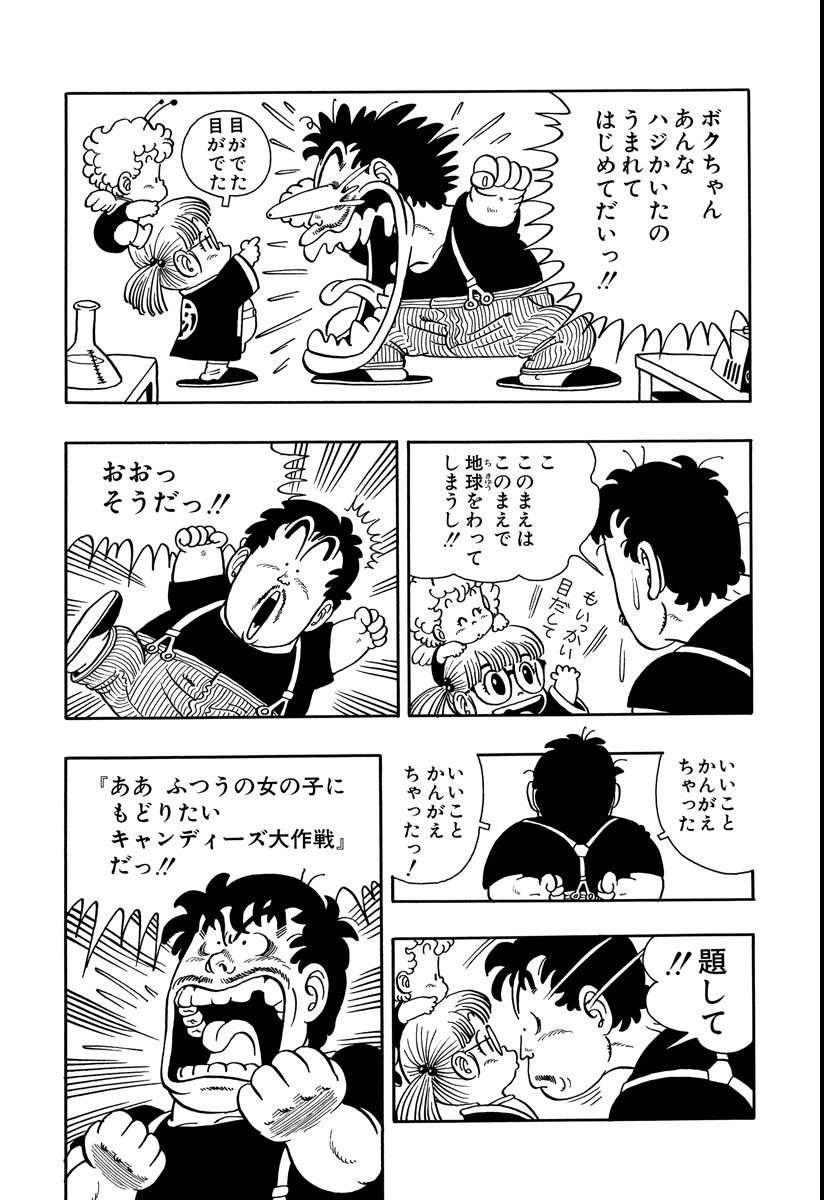 ボクちゃん
あんな
ハジかいたの
うまれて
はじめてだいっ!!
目がでた
目がでた
こ
このまえは
このまえで
地球をわって
しまうし!!
ちきゅう
もいっかい
目だして
おおっ
そうだっ!!
いいこと
かんがえ
ちゃった
いいこと
かんがえ
ちゃったっ!
題して
!!
『ああ ふつうの女の子に
もどりたい
キャンディーズ大作戦』
だっ!!